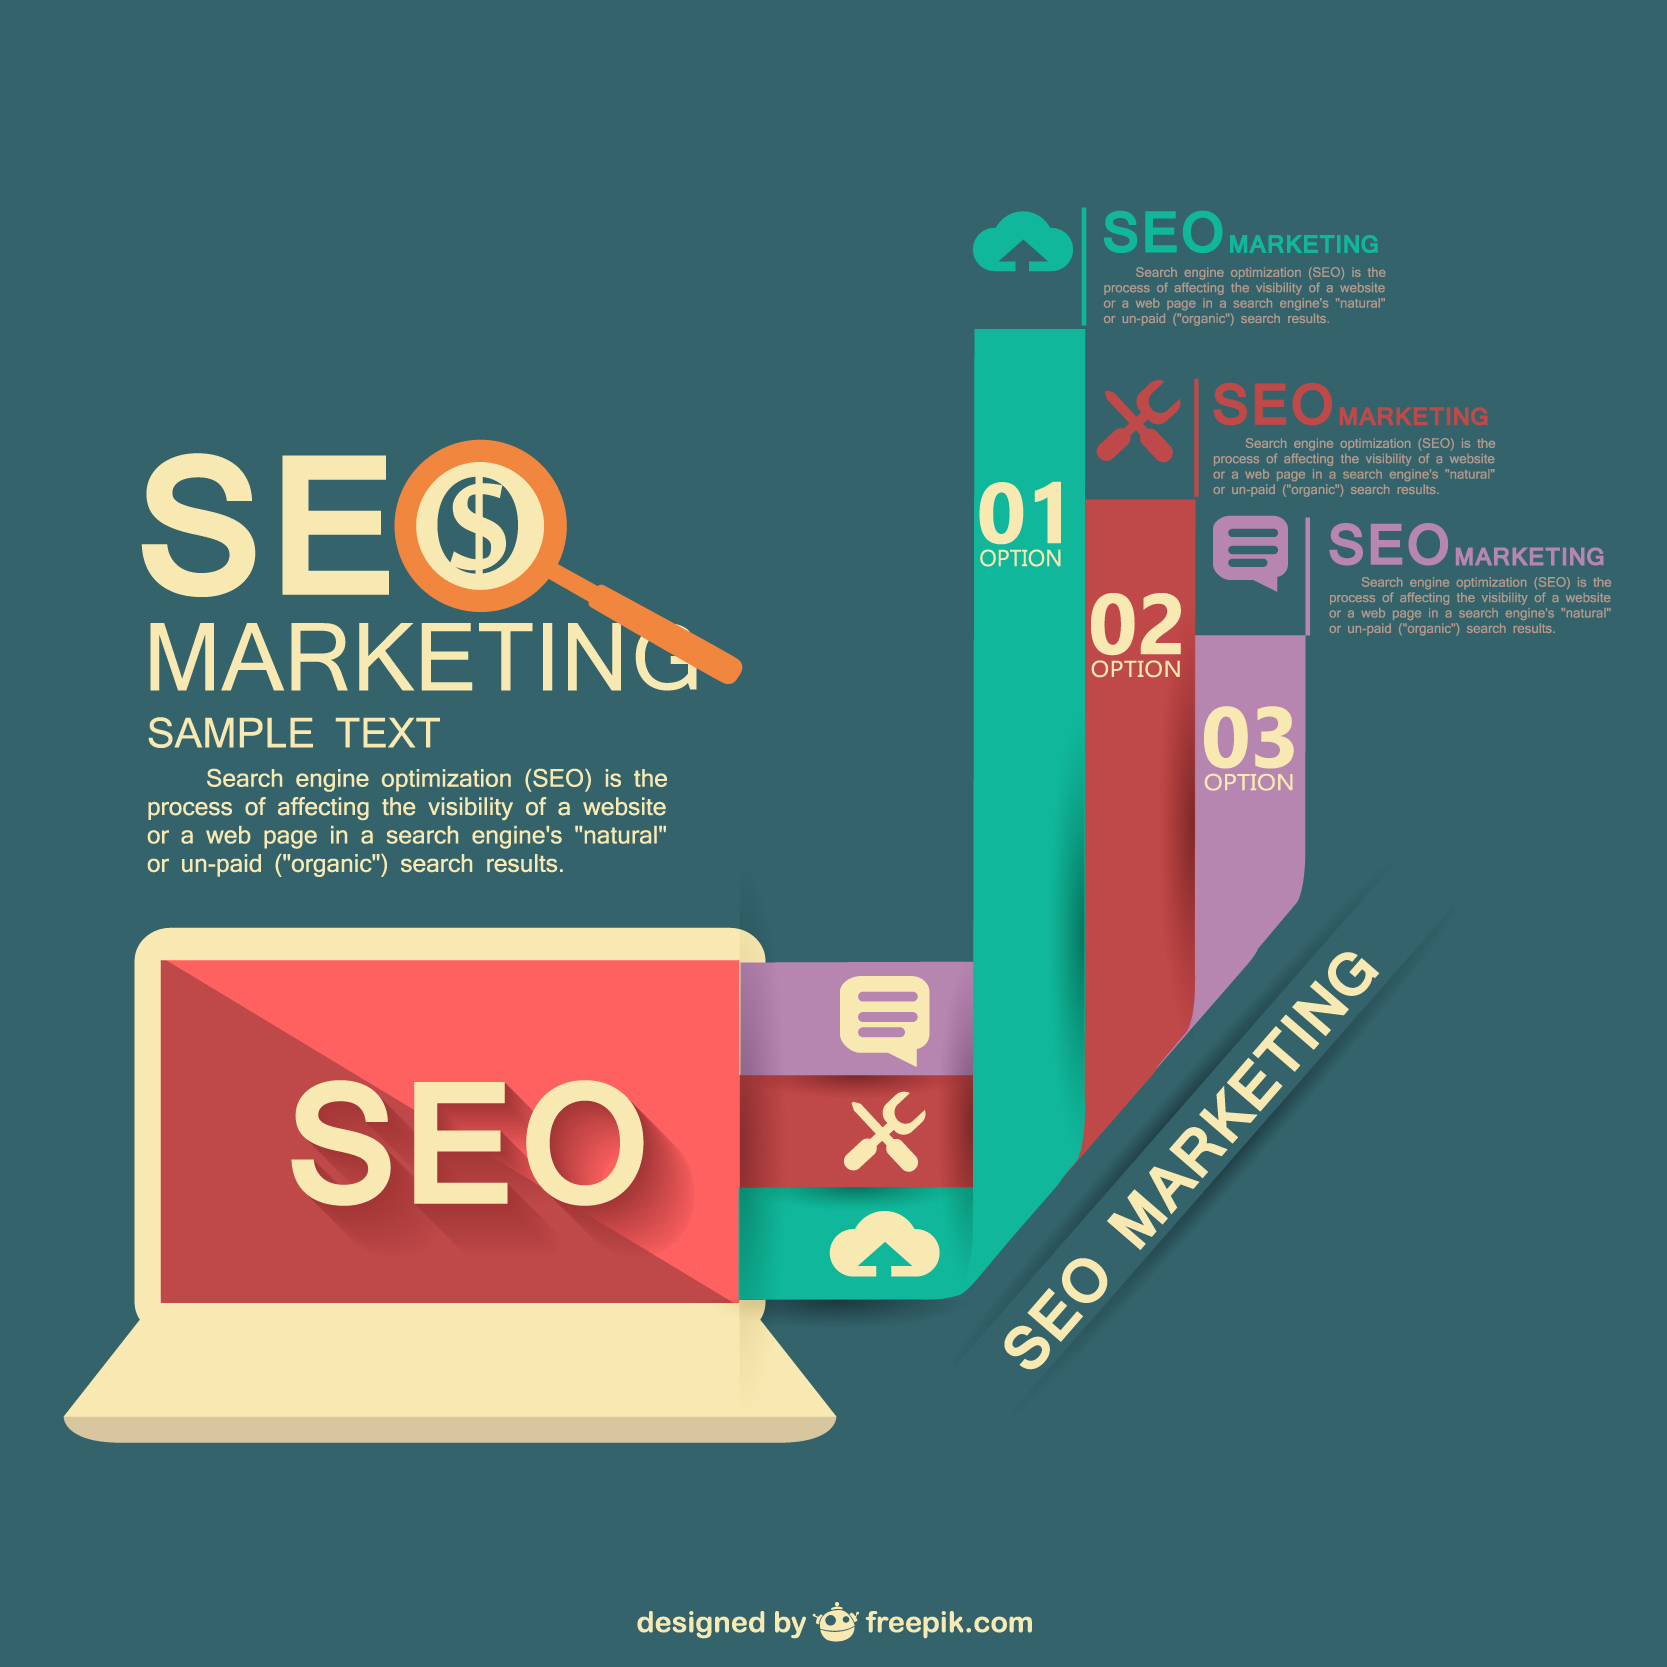 SEO
MARKETING
SAMPLE TEXT
Search engine optimization (SEO) is the
process of affecting the visibility of a website
or a web page in a search engine's "natural"
or un-paid ("organic") search results.
SEO MARKETING
Search engine optimization (SEO) is the
process of affecting the visibility of a website
or a web page in a search engine's "natural"
or un-paid ("organic") search results.
SEO MARKETING
Search engine optimization (SEO) is the
process of affecting the visibility of a website
or a web page in a search engine's "natural"
or un-paid ("organic") search results.
SEO MARKETING
Search engine optimization (SEO) is the
process of affecting the visibility of a website
or a web page in a search engine's "natural"
or un-paid ("organic") search results.
01
OPTION
02
OPTION
03
OPTION
SEO
SEO MARKETING
designed by freepik.com